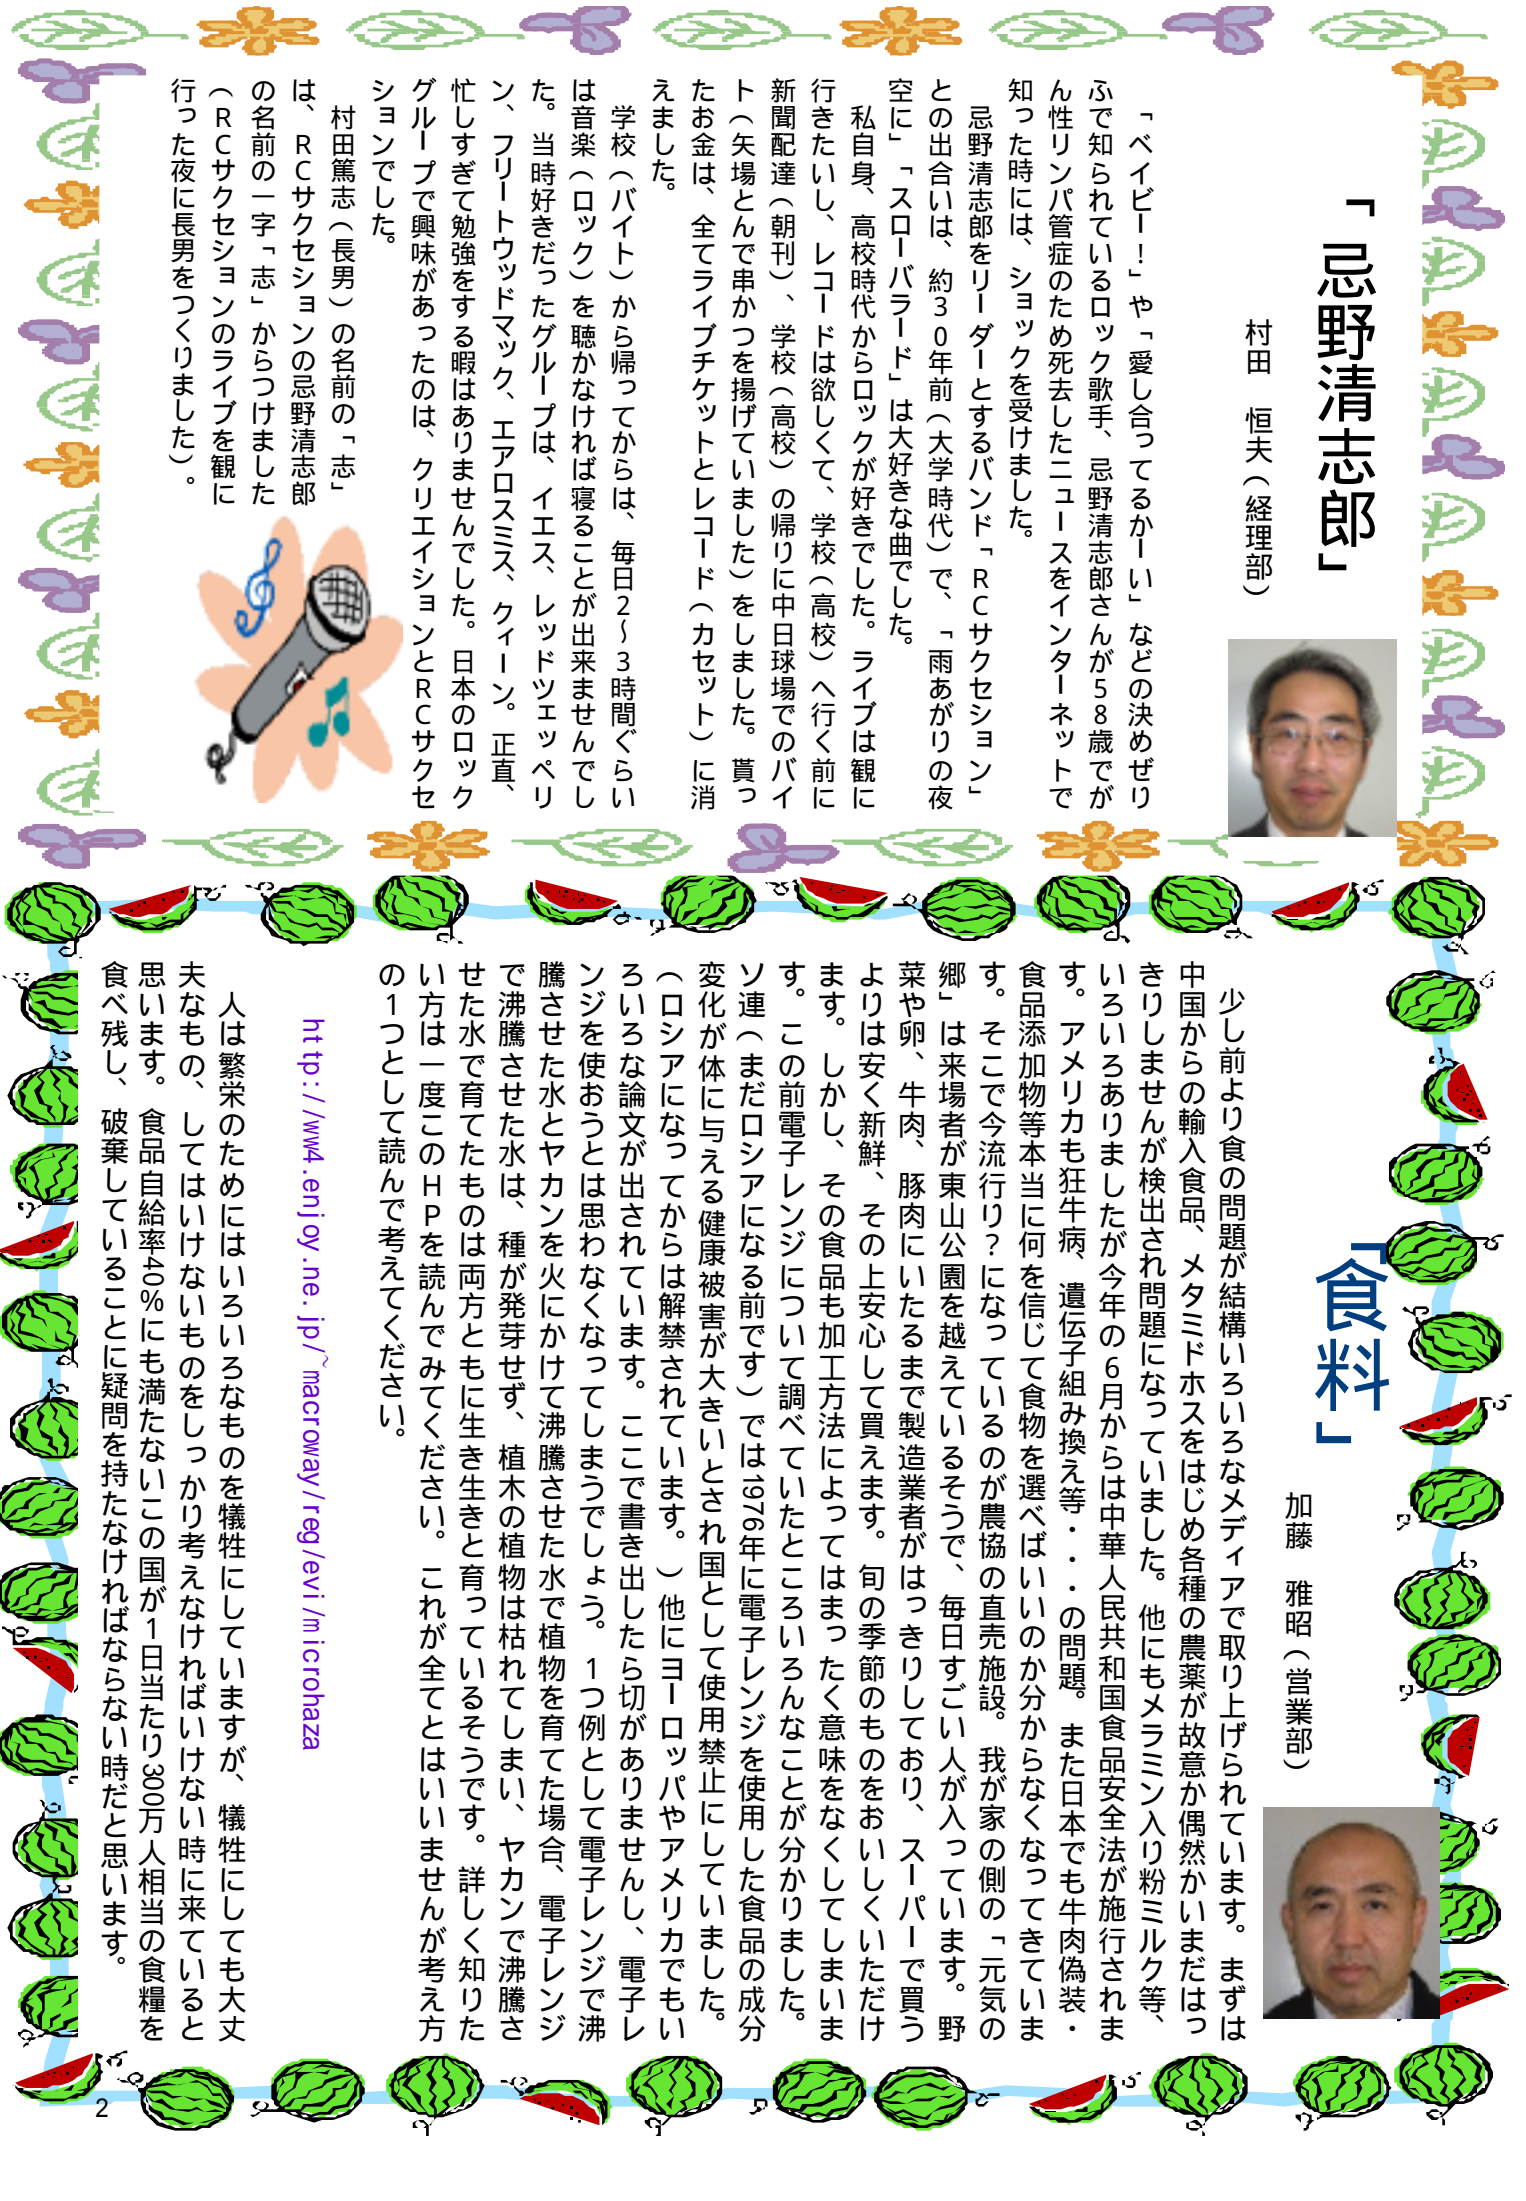 「忌野清志郎」
村田　恒夫（経理部）
「ベイビー！」や「愛し合ってるかーい」などの決めぜり
ふで知られているロック歌手、忌野清志郎さんが５８歳でが
ん性リンパ管症のため死去したニュースをインターネットで
知った時には、ショックを受けました。
忌野清志郎をリーダーとするバンド「ＲＣサクセション」
との出合いは、約３０年前（大学時代）で、「雨あがりの夜
空に」「スローバラード」は大好きな曲でした。
私自身、高校時代からロックが好きでした。ライブは観に
行きたいし、レコードは欲しくて、学校（高校）へ行く前に
新聞配達（朝刊）、学校（高校）の帰りに中日球場でのバイ
ト（矢場とんで串かつを揚げていました）をしました。貰っ
たお金は、全てライブチケットとレコード（カセット）に消
えました。
学校（バイト）から帰ってからは、毎日２～３時間ぐらい
は音楽（ロック）を聴かなければ寝ることが出来ませんでし
た。当時好きだったグループは、イエス、レッドツェッペリ
ン、フリートウッドマック、エアロスミス、クィーン。正直、
忙しすぎて勉強をする暇はありませんでした。日本のロック
グループで興味があったのは、クリエイションとＲＣサクセ
ションでした。
村田篤志（長男）の名前の「志」
は、ＲＣサクセションの忌野清志郎
の名前の一字「志」からつけました
（ＲＣサクセションのライブを観に
行った夜に長男をつくりました）。
「食料」
加藤　雅昭（営業部）
少し前より食の問題が結構いろいろなメディアで取り上げられています。まずは
中国からの輸入食品、メタミドホスをはじめ各種の農薬が故意か偶然かいまだはっ
きりしませんが検出され問題になっていました。他にもメラミン入り粉ミルク等、
いろいろありましたが今年の６月からは中華人民共和国食品安全法が施行されま
す。アメリカも狂牛病、遺伝子組み換え等・・・の問題。また日本でも牛肉偽装・
食品添加物等本当に何を信じて食物を選べばいいのか分からなくなってきていま
す。そこで今流行り？になっているのが農協の直売施設。我が家の側の「元気の
郷」は来場者が東山公園を越えているそうで、毎日すごい人が入っています。野
菜や卵、牛肉、豚肉にいたるまで製造業者がはっきりしており、スーパーで買う
よりは安く新鮮、その上安心して買えます。旬の季節のものをおいしくいただけ
ます。しかし、その食品も加工方法によってはまったく意味をなくしてしまいま
す。この前電子レンジについて調べていたところいろんなことが分かりました。
ソ連（まだロシアになる前です）では1976年に電子レンジを使用した食品の成分
変化が体に与える健康被害が大きいとされ国として使用禁止にしていました。
（ロシアになってからは解禁されています。）他にヨーロッパやアメリカでもい
ろいろな論文が出されています。ここで書き出したら切がありませんし、電子レ
ンジを使おうとは思わなくなってしまうでしょう。１つ例として電子レンジで沸
騰させた水とヤカンを火にかけて沸騰させた水で植物を育てた場合、電子レンジ
で沸騰させた水は、種が発芽せず、植木の植物は枯れてしまい、ヤカンで沸騰さ
せた水で育てたものは両方ともに生き生きと育っているそうです。詳しく知りた
い方は一度このＨＰを読んでみてください。これが全てとはいいませんが考え方
の１つとして読んで考えてください。
http://ww4.enjoy.ne.jp/~macroway/reg/evi/microhaza
人は繁栄のためにはいろいろなものを犠牲にしていますが、犠牲にしても大丈
夫なもの、してはいけないものをしっかり考えなければいけない時に来ていると
思います。食品自給率40％にも満たないこの国が1日当たり300万人相当の食糧を
食べ残し、破棄していることに疑問を持たなければならない時だと思います。
2